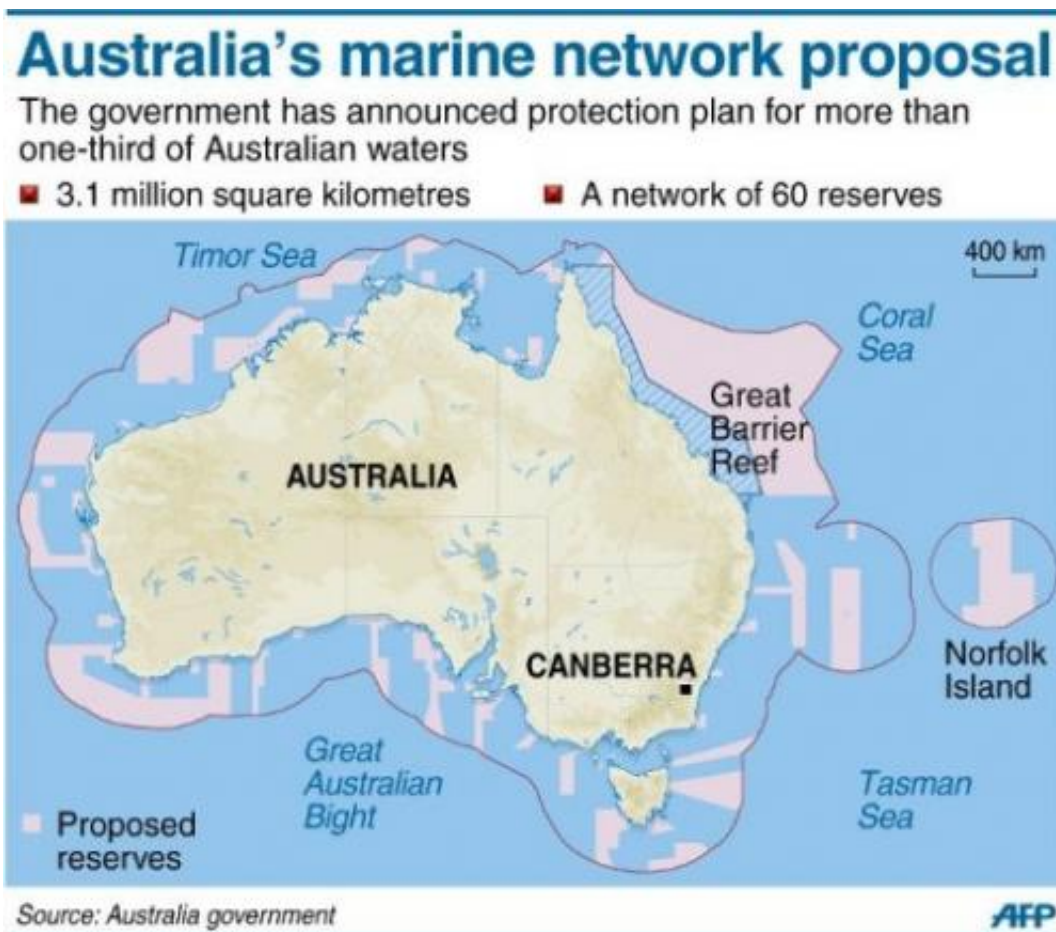 Australia's marine network proposal
The government has announced protection plan for more than
one-third of Australian waters
3.1 million square kilometres
A network of 60 reserves
Timor Sea
400 km
Coral
Sea
Great
Barrier
Reef
AUSTRALIA
CANBERRA
Norfolk
Island
Great
Australian
Bight
Tasman
Sea
Proposed
reserves
Source: Australia government
AFP